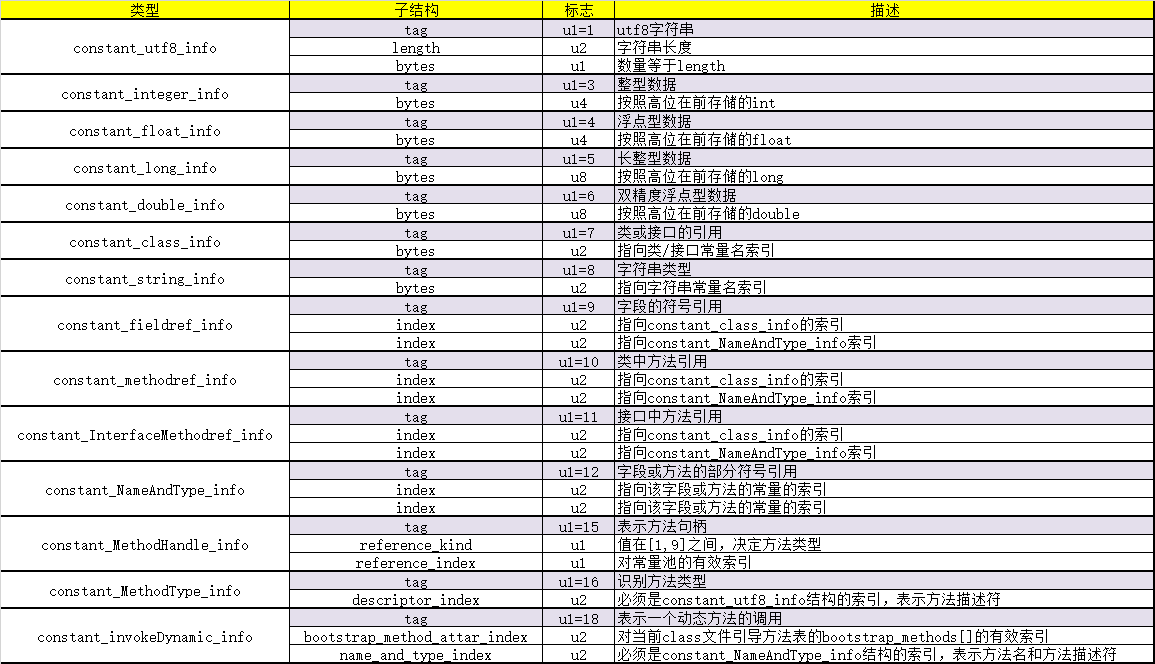 类型 子结构 标志 描述
constant_utf8_info tag u1=1 utf8字符串
length u2 字符串长度
bytes u1 数量等于length
constant_integer_info tag u1=3 整型数据
bytes u4 按照高位在前存储的int
constant_float_info tag u1=4 浮点型数据
bytes u4 按照高位在前存储的float
constant_long_info tag u1=5 长整型数据
bytes u8 按照高位在前存储的long
constant_double_info tag u1=6 双精度浮点型数据
bytes u8 按照高位在前存储的double
constant_class_info tag u1=7 类或接口的引用
bytes u2 指向类/接口常量名索引
constant_string_info tag u1=8 字符串类型
bytes u2 指向字符串常量名索引
constant_fieldref_info tag u1=9 字段的符号引用
index u2 指向constant_class_info的索引
index u2 指向constant_NameAndType_info索引
constant_methodref_info tag u1=10 类中方法引用
index u2 指向constant_class_info的索引
index u2 指向constant_NameAndType_info索引
constant_InterfaceMethodref_info tag u1=11 接口中方法引用
index u2 指向constant_class_info的索引
index u2 指向constant_NameAndType_info索引
constant_NameAndType_info tag u1=12 字段或方法的部分符号引用
index u2 指向该字段或方法的常量的索引
index u2 指向该字段或方法的常量的索引
constant_MethodHandle_info tag u1=15 表示方法句柄
reference_kind u1 值在[1,9]之间，决定方法类型
reference_index u1 对常量池的有效索引
constant_MethodType_info tag u1=16 识别方法类型
descriptor_index u2 必须是constant_utf8_info结构的索引，表示方法描述符
constant_invokeDynamic_info tag u1=18 表示一个动态方法的调用
bootstrap_method_attar_index u2 对当前class文件引导方法表的bootstrap_methods[]的有效索引
name_and_type_index u2 必须是constant_NameAndType_info结构的索引，表示方法名和方法描述符